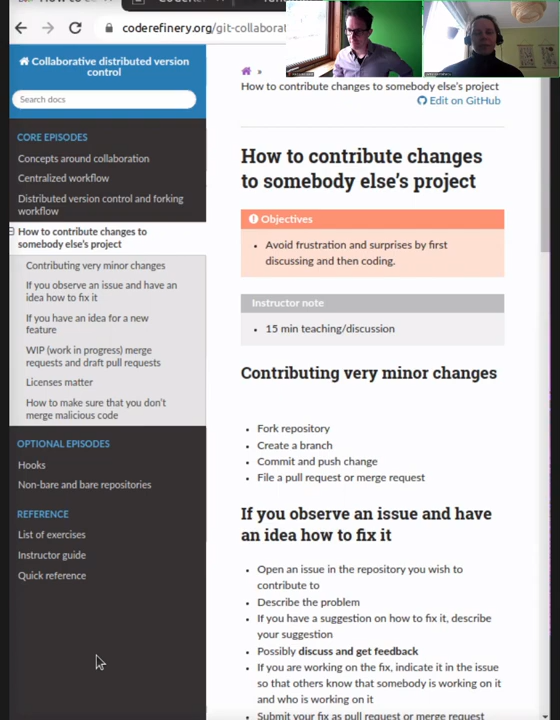 coderefinery.org/git-collaborat
Collaborative distributed version
control
Search docs
CORE EPISODES
Concepts around collaboration
Centralized workflow
Distributed version control and forking
workflow
How to contribute changes to
somebody else's project
Contributing very minor changes
If you observe an issue and have an
idea how to fix it
If you have an idea for a new
feature
WIP (work in progress) merge
requests and draft pull requests
Licenses matter
How to make sure that you don't
merge malicious code
OPTIONAL EPISODES
Hooks
Non-bare and bare repositories
REFERENCE
List of exercises
Instructor guide
Quick reference
»
How to contribute changes to somebody else's project
Edit on GitHub
How to contribute changes
to somebody else's project
Objectives
• Avoid frustration and surprises by first
discussing and then coding.
Instructor note
• 15 min teaching/discussion
Contributing very minor changes
• Fork repository
• Create a branch
• Commit and push change
• File a pull request or merge request
If you observe an issue and have
an idea how to fix it
• Open an issue in the repository you wish to
contribute to
• Describe the problem
• If you have a suggestion on how to fix it, describe
your suggestion
• Possibly discuss and get feedback
• If you are working on the fix, indicate it in the issue
so that others know that somebody is working on it
and who is working on it
• Submit your fix as pull request or merge request